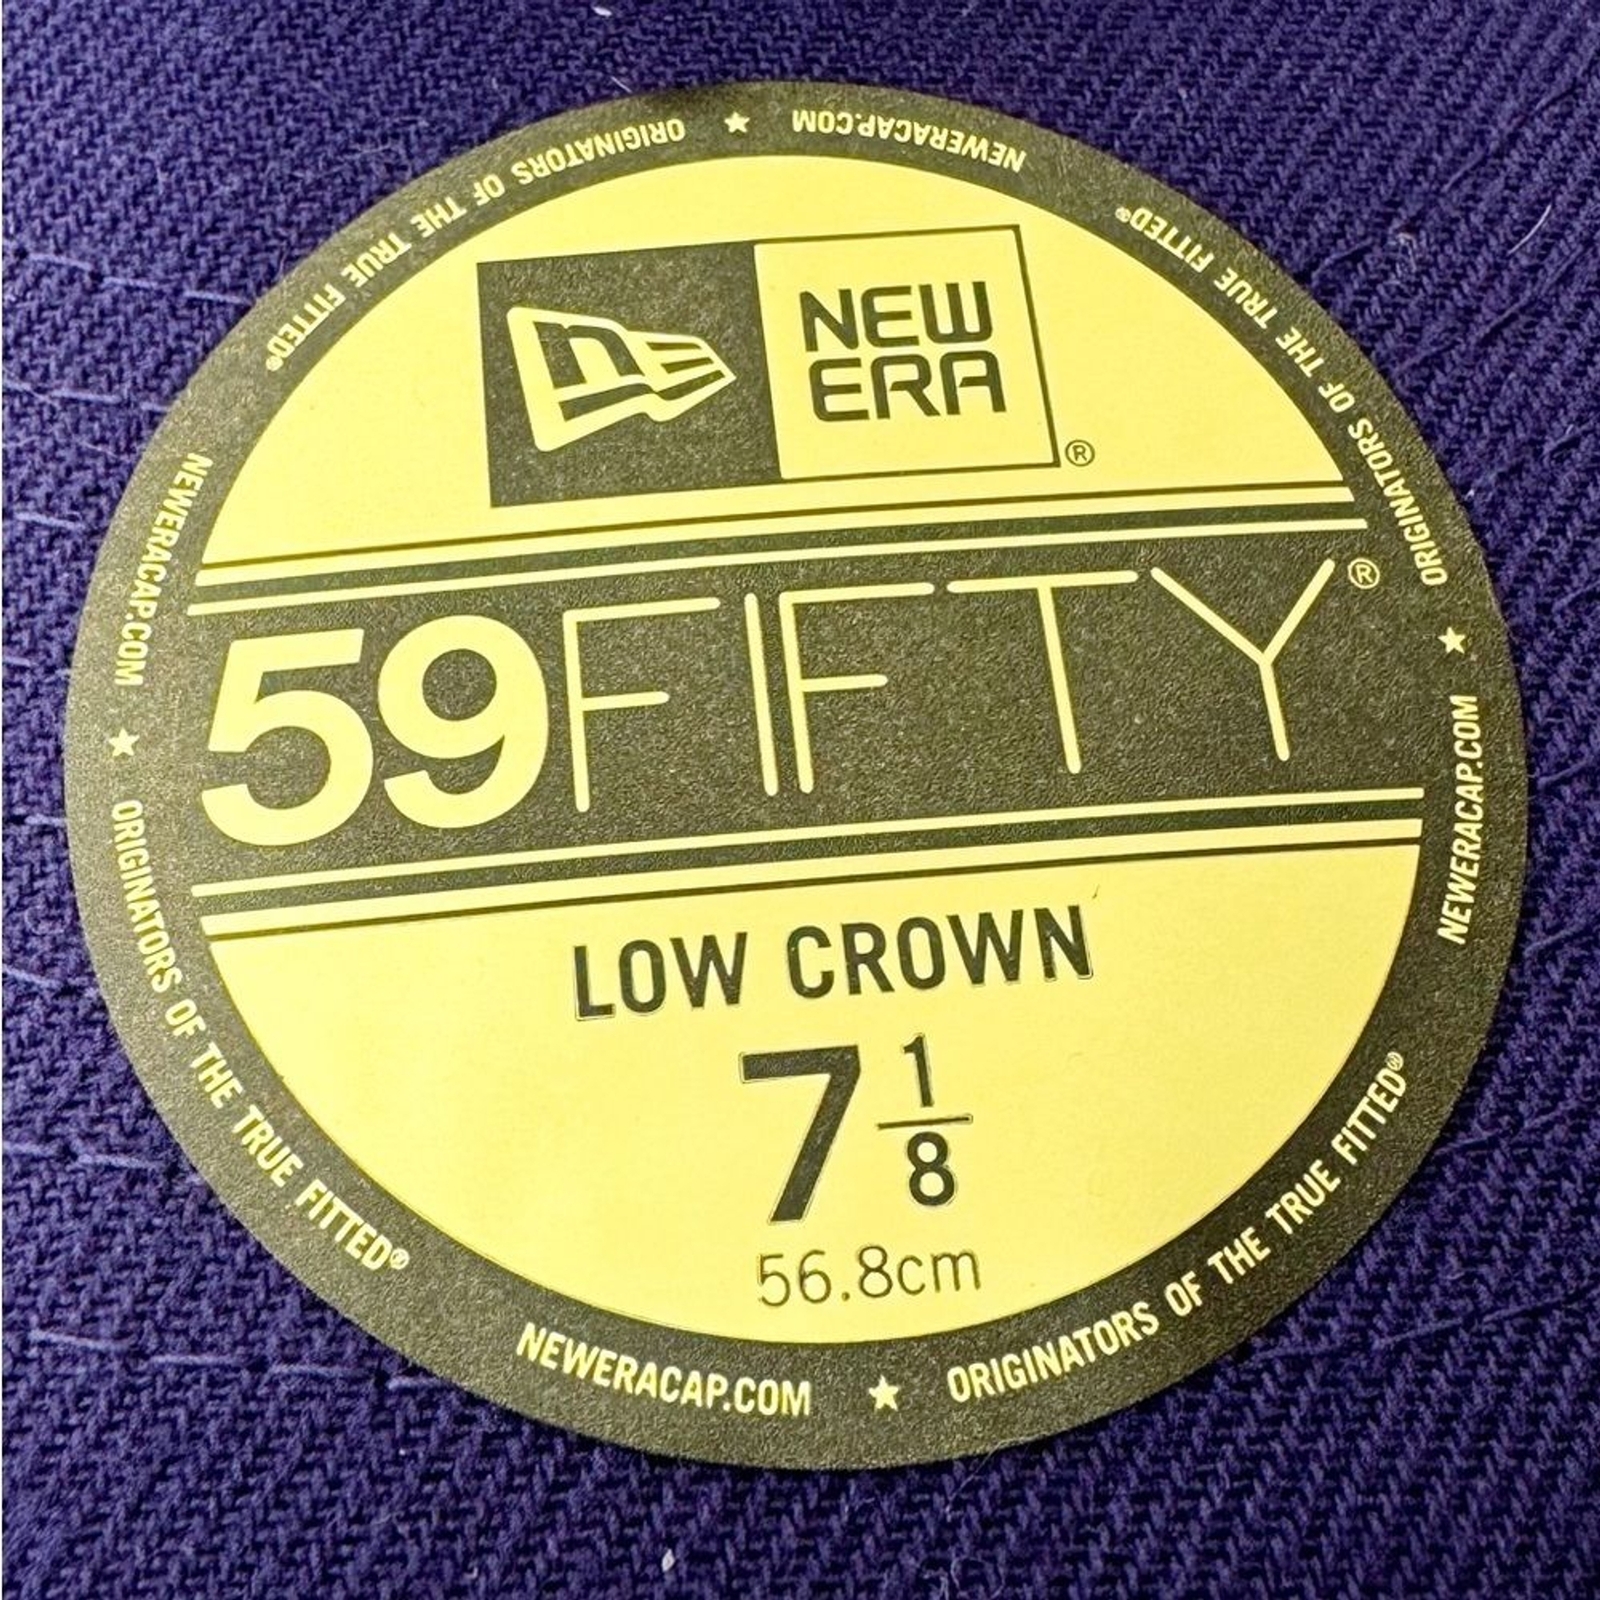 NEW
ERA
®
59FIFTY®
LOW CROWN
7 1/8
56.8cm
NEWERACAP.COM ★ ORIGINATORS OF THE TRUE FITTED®
NEWERACAP.COM ★ ORIGINATORS OF THE TRUE FITTED®
NEWERACAP.COM ★ ORIGINATORS OF THE TRUE FITTED®
NEWERACAP.COM ★ ORIGINATORS OF THE TRUE FITTED®